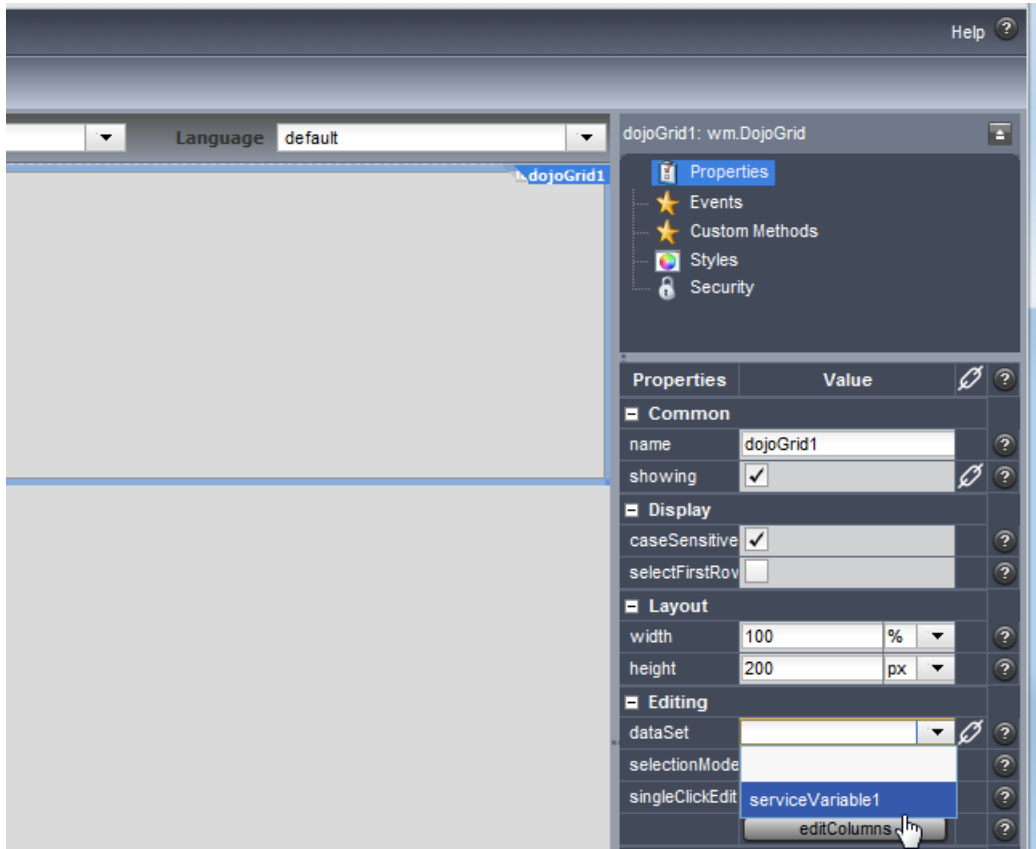 Help ?
Language default
dojoGrid1
dojoGrid1: wm.DojoGrid
Properties
Events
Custom Methods
Styles
Security
Properties Value ?
Common
name dojoGrid1 ?
showing ?
Display
caseSensitive ?
selectFirstRov ?
Layout
width 100 % ?
height 200 px ?
Editing
dataSet ?
selectionMode ?
singleClickEdit serviceVariable1 ?
editColumns ?